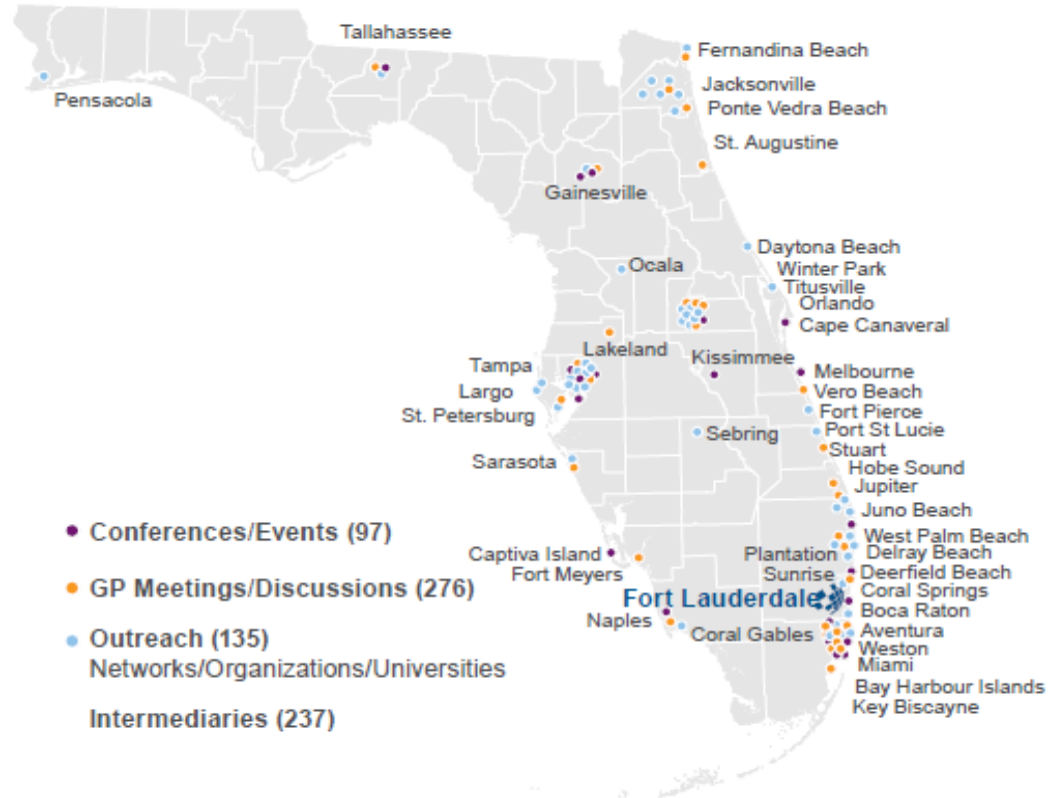 Tallahassee
Fernandina Beach
Pensacola
Jacksonville
Ponte Vedra Beach
St. Augustine
Gainesville
Daytona Beach
Ocala
Winter Park
Titusville
Orlando
Cape Canaveral
Lakeland
Kissimmee
Tampa
Melbourne
Largo
Vero Beach
St. Petersburg
Fort Pierce
Sebring
Port St Lucie
Stuart
Sarasota
Hobe Sound
Jupiter
Juno Beach
Conferences/Events (97)
West Palm Beach
Captiva Island
Plantation
Delray Beach
Fort Meyers
Sunrise
Deerfield Beach
GP Meetings/Discussions (276)
Coral Springs
Fort Lauderdale
Boca Raton
Naples
Coral Gables
Aventura
Outreach (135)
Weston
Networks/Organizations/Universities
Miami
Bay Harbour Islands
Key Biscayne
Intermediaries (237)